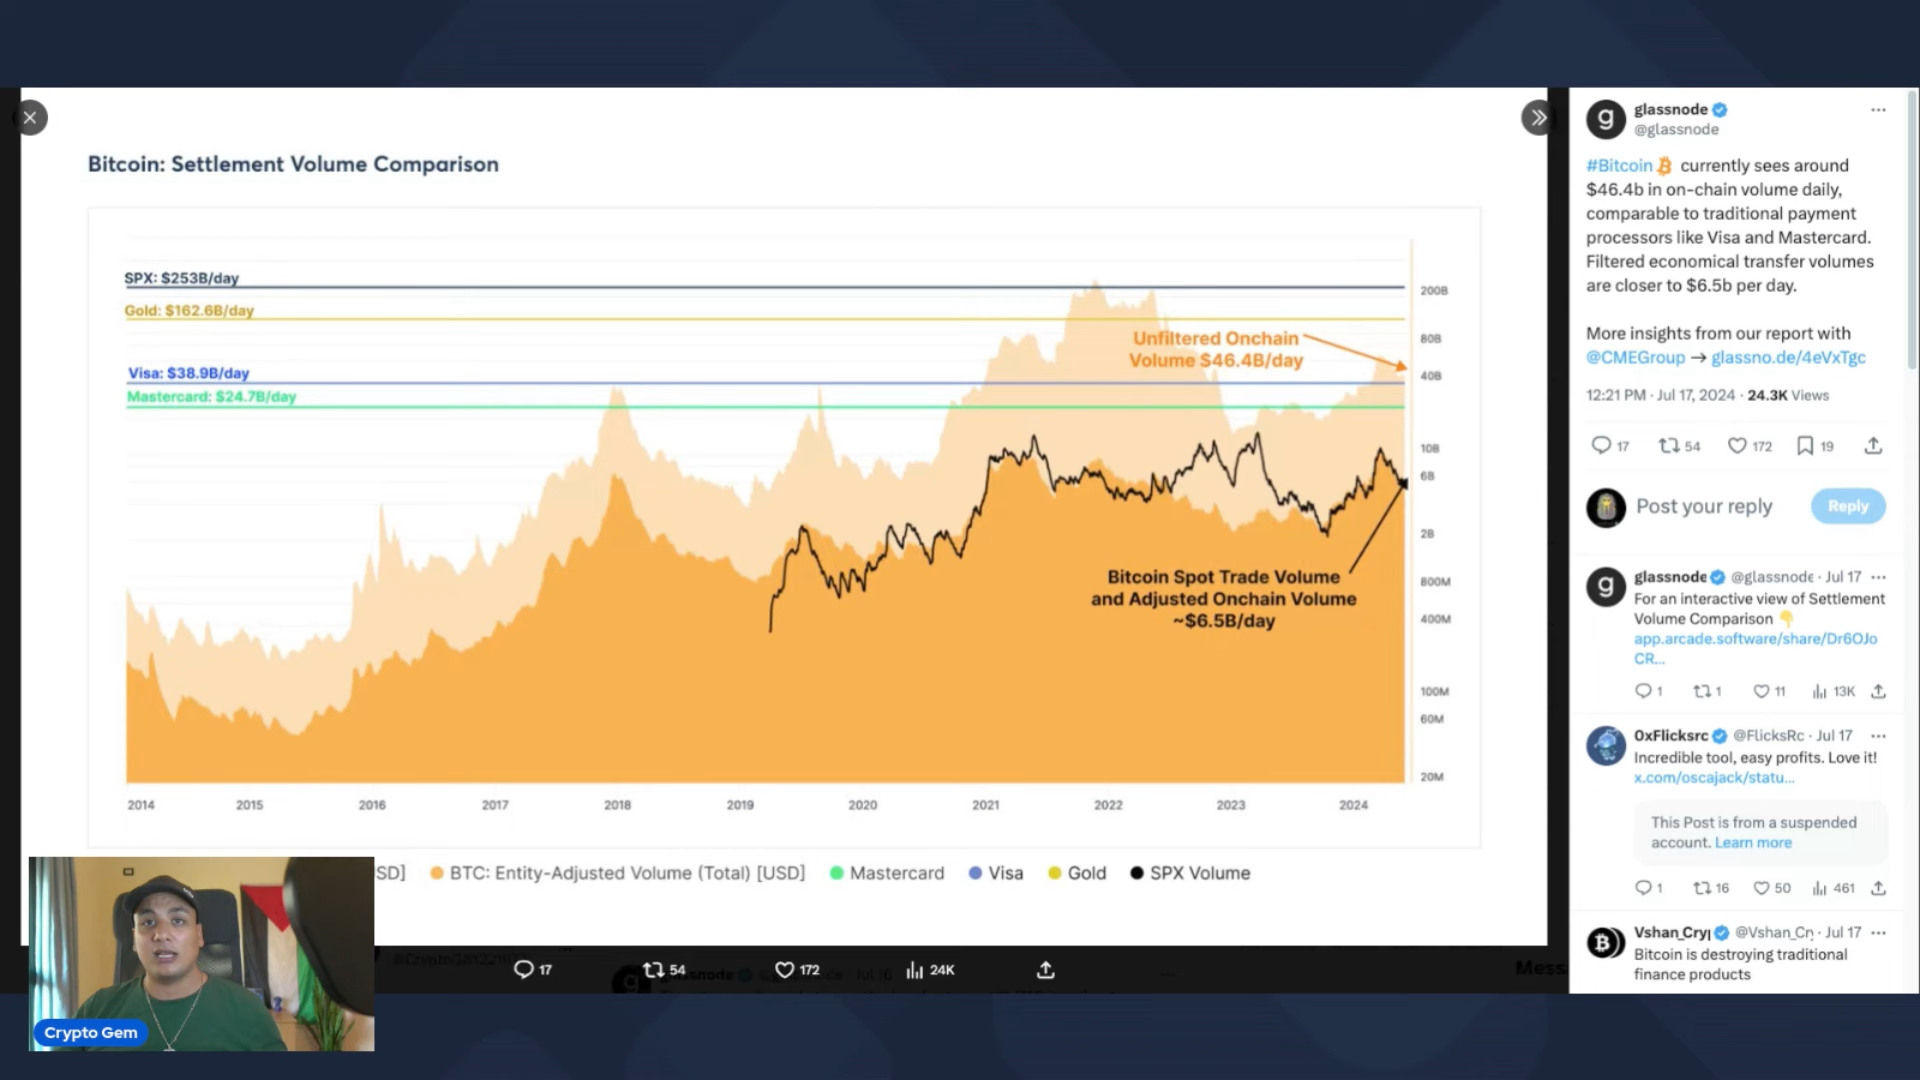 Bitcoin: Settlement Volume Comparison
SPX: $253B/day
Gold: $162.6B/day
Visa: $38.9B/day
Mastercard: $24.7B/day
Unfiltered Onchain
Volume $46.4B/day
Bitcoin Spot Trade Volume
and Adjusted Onchain Volume
~$6.5B/day
200B
80B
40B
10B
6B
2B
800M
400M
100M
60M
20M
2014 2015 2016 2017 2018 2019 2020 2021 2022 2023 2024
SD] BTC: Entity-Adjusted Volume (Total) [USD] Mastercard Visa Gold SPX Volume
17 54 172 24K
Crypto Gem
glassnode
@glassnode
#Bitcoin currently sees around
$46.4b in on-chain volume daily,
comparable to traditional payment
processors like Visa and Mastercard.
Filtered economical transfer volumes
are closer to $6.5b per day.
More insights from our report with
@CMEGroup → glassno.de/4eVxTgc
12:21 PM · Jul 17, 2024 · 24.3K Views
17 54 172 19
Post your reply Reply
glassnode @glassnode · Jul 17
For an interactive view of Settlement
Volume Comparison
app.arcade.software/share/Dr6OJo
CR...
1 1 11 13K
0xFlicksrc @FlicksRc · Jul 17
Incredible tool, easy profits. Love it!
x.com/oscajack/statu...
This Post is from a suspended
account. Learn more
1 16 50 461
Vshan_Cryp @Vshan_Cry · Jul 17
Bitcoin is destroying traditional
finance products